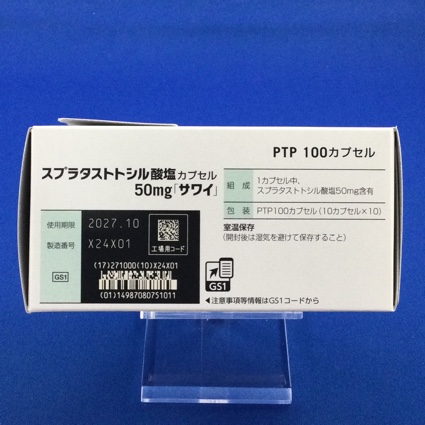 PTP 100カプセル
スプラタストトシル酸塩カプセル
50mg「サワイ」
組成 1カプセル中、
スプラタストトシル酸塩50mg含有
包装 PTP100カプセル(10カプセル×10)
室温保存
(開封後は湿気を避けて保存すること)
使用期限 2027.10
製造番号 X24X01
工場用コード
GS1
(17)271000(10)X24X01
(01)14987080751011
GS1
◀注意事項等情報はGS1コードから